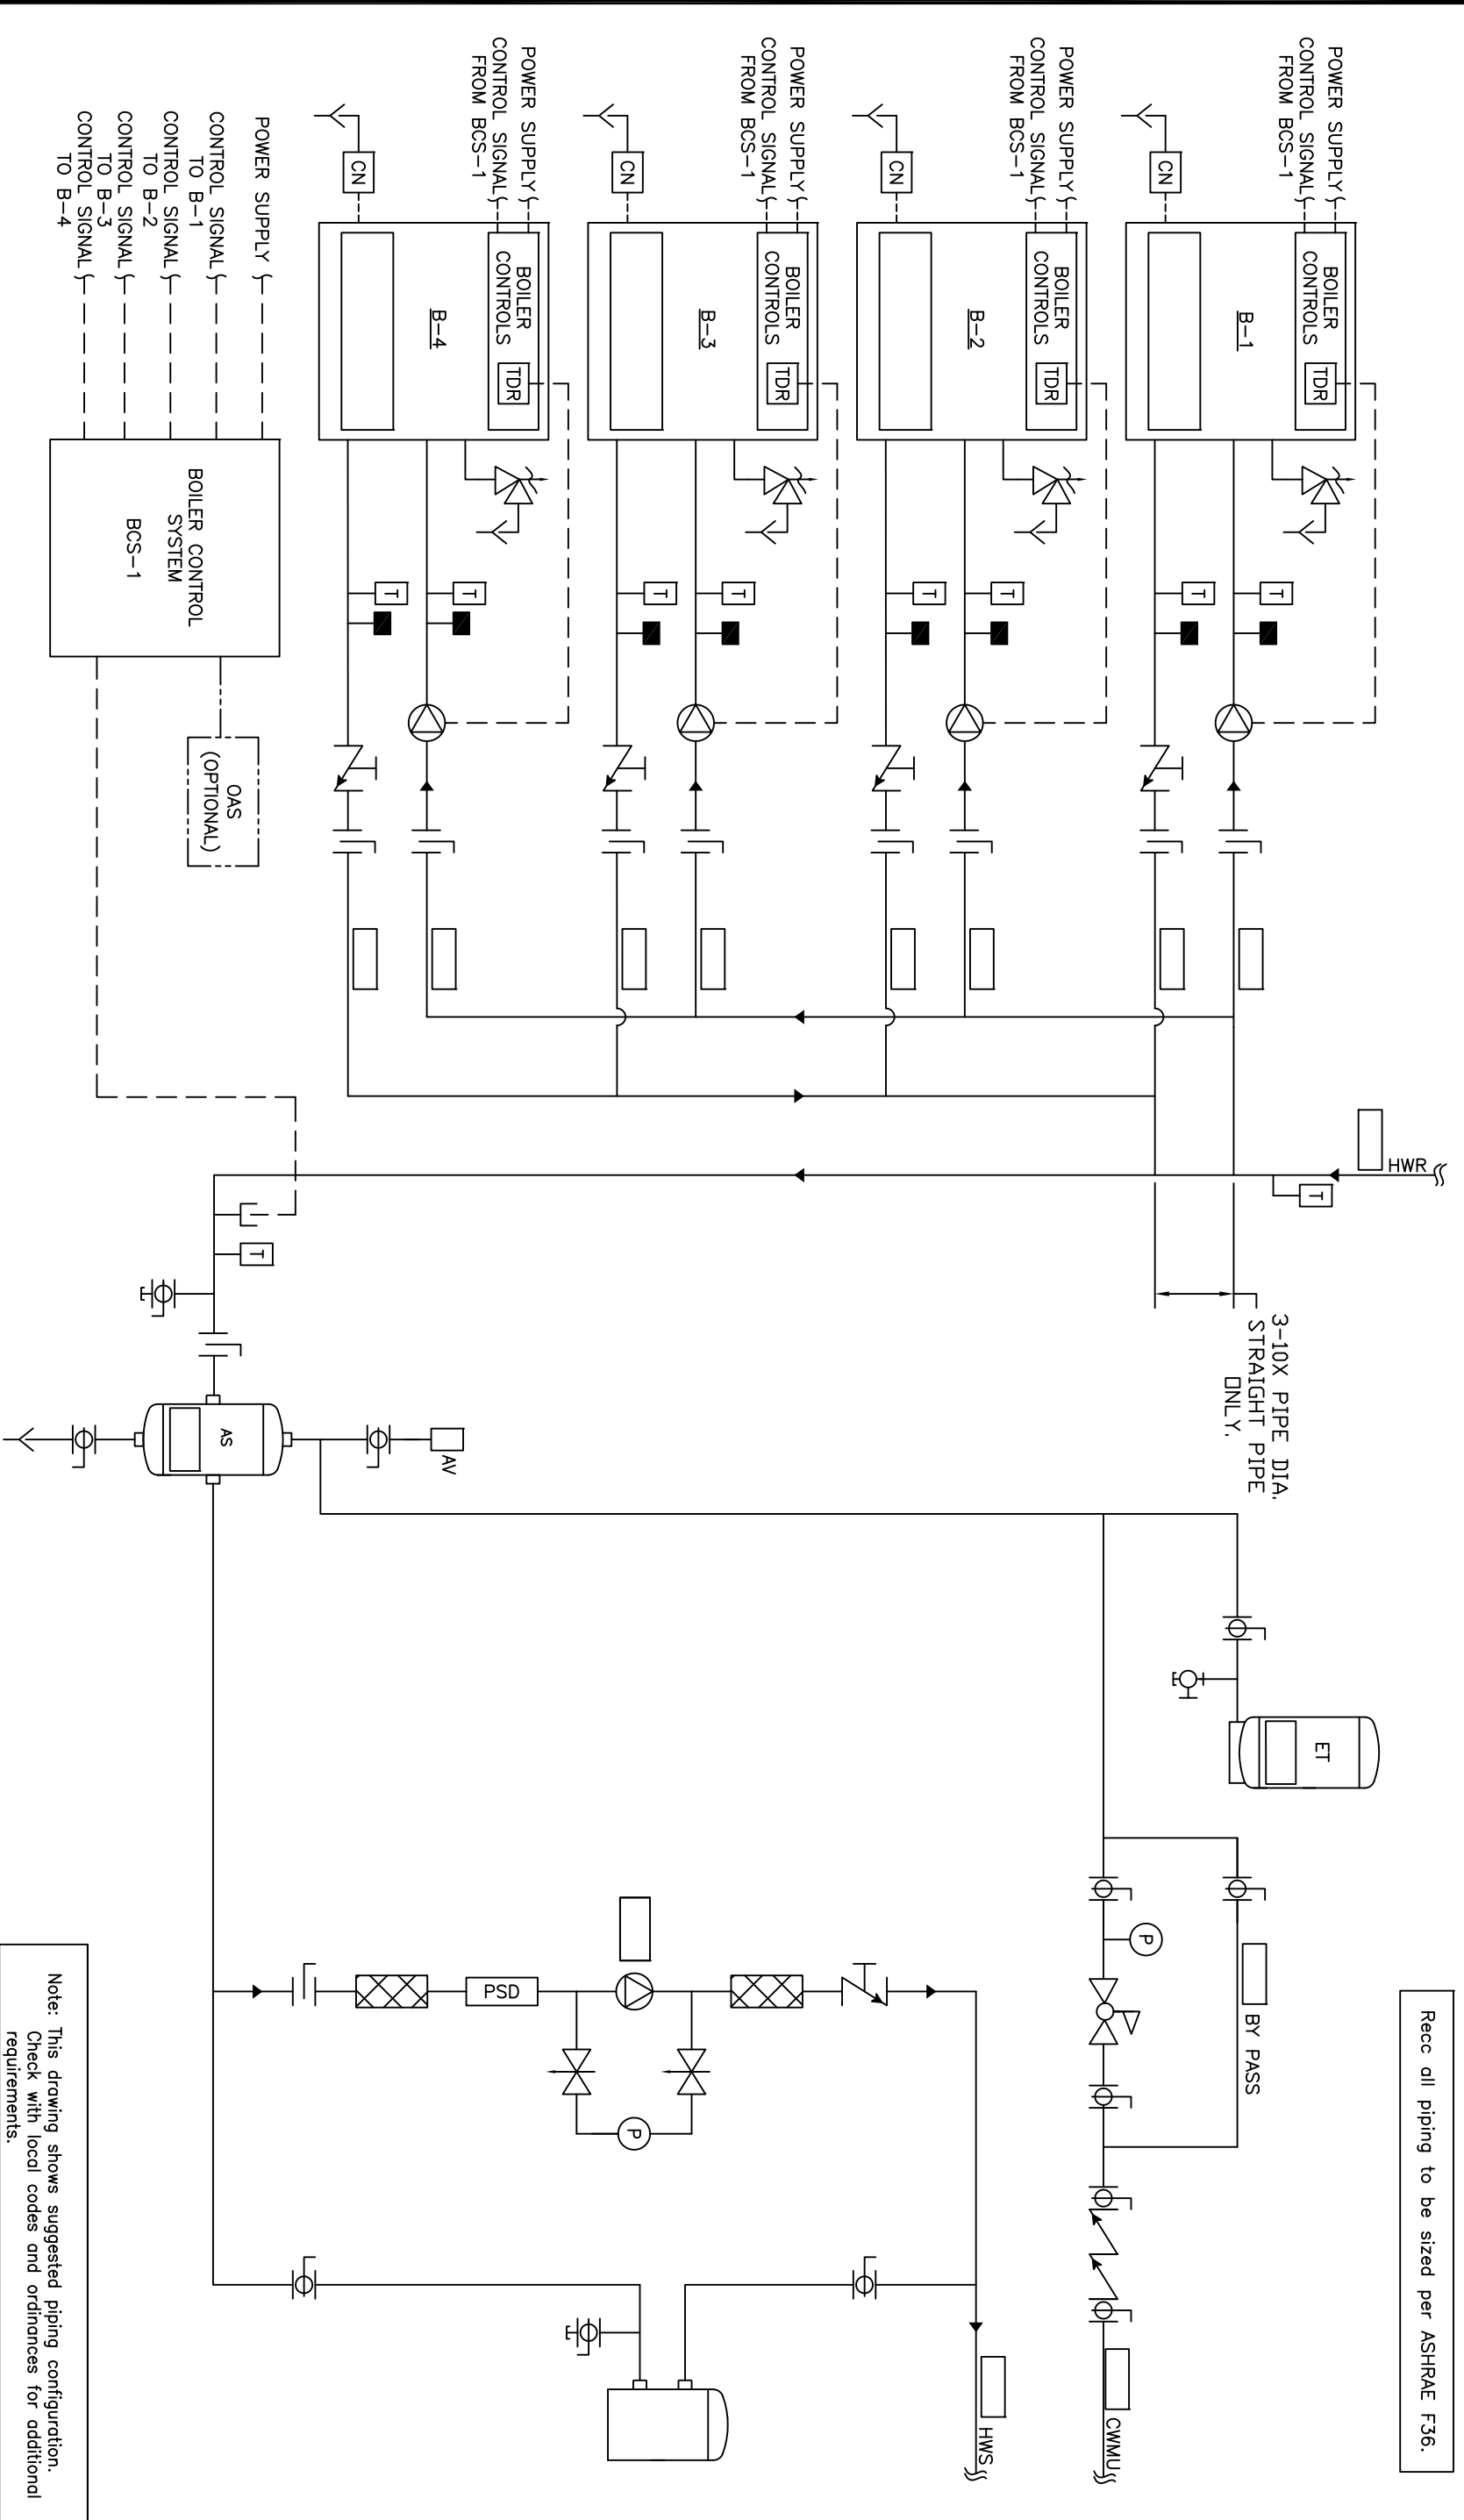 POWER SUPPLY
CONTROL SIGNAL
FROM BCS-1
CN
BOILER
CONTROLS
TDR
B-4
T
T
POWER SUPPLY
CONTROL SIGNAL
FROM BCS-1
CN
BOILER
CONTROLS
TDR
B-3
T
T
POWER SUPPLY
CONTROL SIGNAL
FROM BCS-1
CN
BOILER
CONTROLS
TDR
B-2
T
T
POWER SUPPLY
CONTROL SIGNAL
FROM BCS-1
CN
BOILER
CONTROLS
TDR
B-1
T
T
POWER SUPPLY
CONTROL SIGNAL
TO B-1
CONTROL SIGNAL
TO B-2
CONTROL SIGNAL
TO B-3
CONTROL SIGNAL
TO B-4
BOILER CONTROL
SYSTEM
BCS-1
OAS
(OPTIONAL)
HWR
T
T
3-10X PIPE DIA.
STRAIGHT PIPE
ONLY.
AS
AV
ET
P
BY PASS
PSD
P
HWS
CWMU
Recc all piping to be sized per ASHRAE F36.
Note: This drawing shows suggested piping configuration.
Check with local codes and ordinances for additional
requirements.